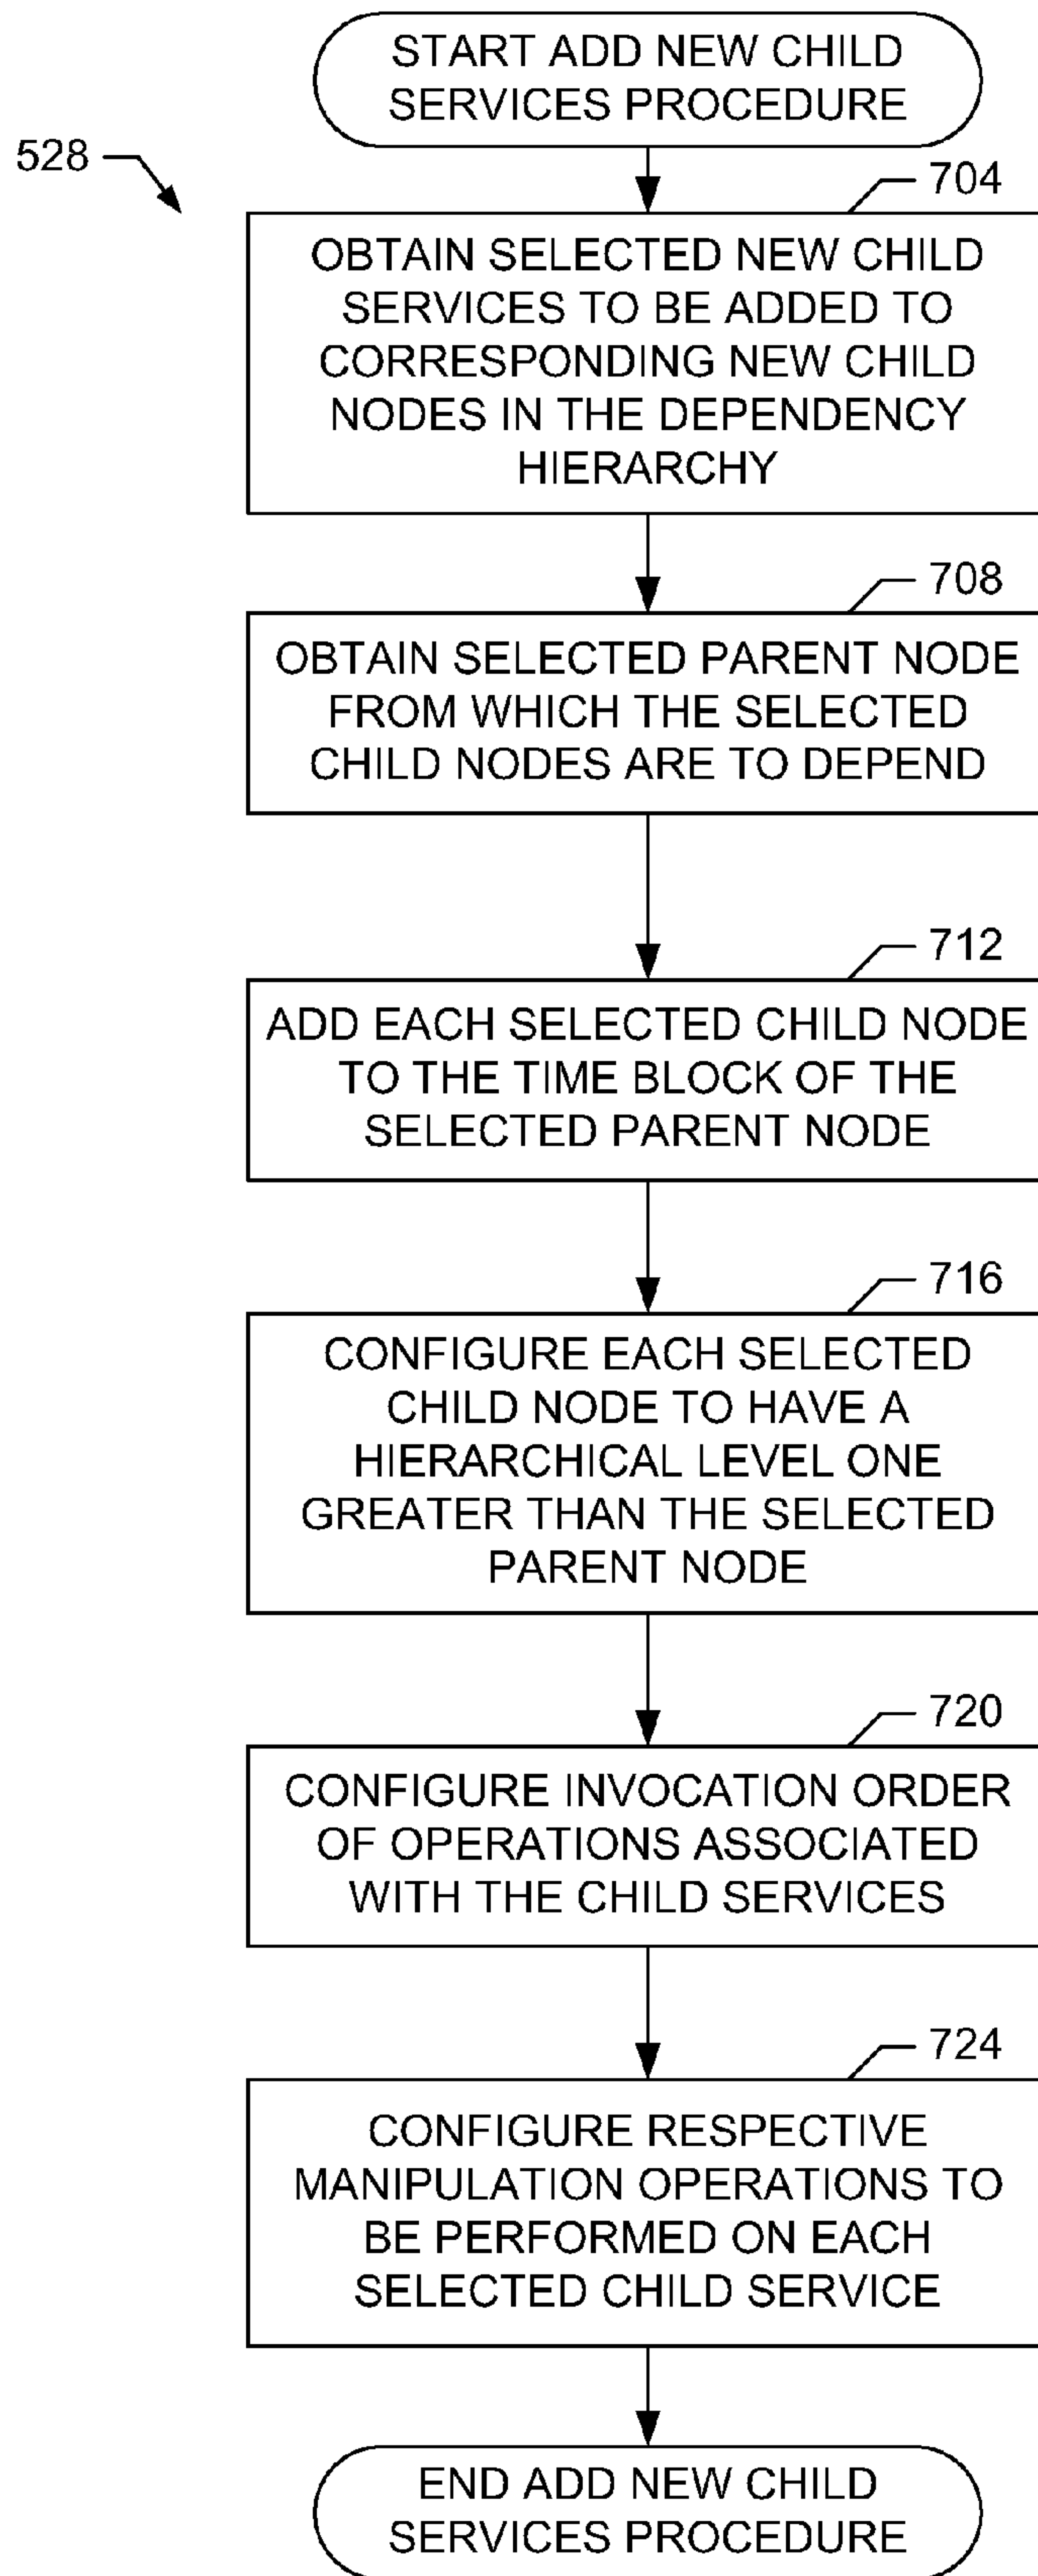 START ADD NEW CHILD
SERVICES PROCEDURE
528
704
OBTAIN SELECTED NEW CHILD
SERVICES TO BE ADDED TO
CORRESPONDING NEW CHILD
NODES IN THE DEPENDENCY
HIERARCHY
708
OBTAIN SELECTED PARENT NODE
FROM WHICH THE SELECTED
CHILD NODES ARE TO DEPEND
712
ADD EACH SELECTED CHILD NODE
TO THE TIME BLOCK OF THE
SELECTED PARENT NODE
716
CONFIGURE EACH SELECTED
CHILD NODE TO HAVE A
HIERARCHICAL LEVEL ONE
GREATER THAN THE SELECTED
PARENT NODE
720
CONFIGURE INVOCATION ORDER
OF OPERATIONS ASSOCIATED
WITH THE CHILD SERVICES
724
CONFIGURE RESPECTIVE
MANIPULATION OPERATIONS TO
BE PERFORMED ON EACH
SELECTED CHILD SERVICE
END ADD NEW CHILD
SERVICES PROCEDURE